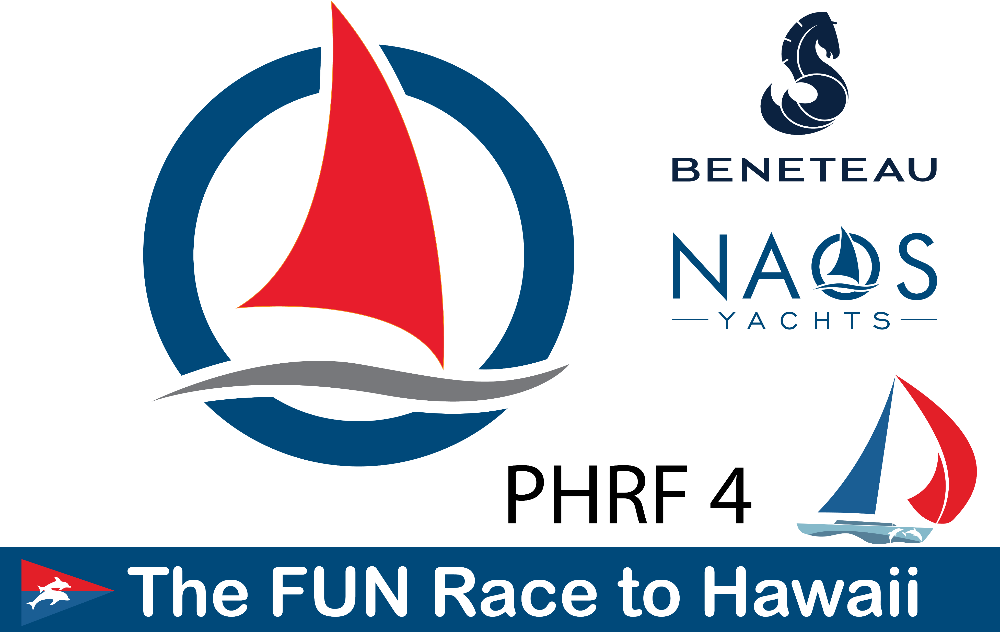 BENETEAU
NAOS
YACHTS
PHRF 4
The FUN Race to Hawaii